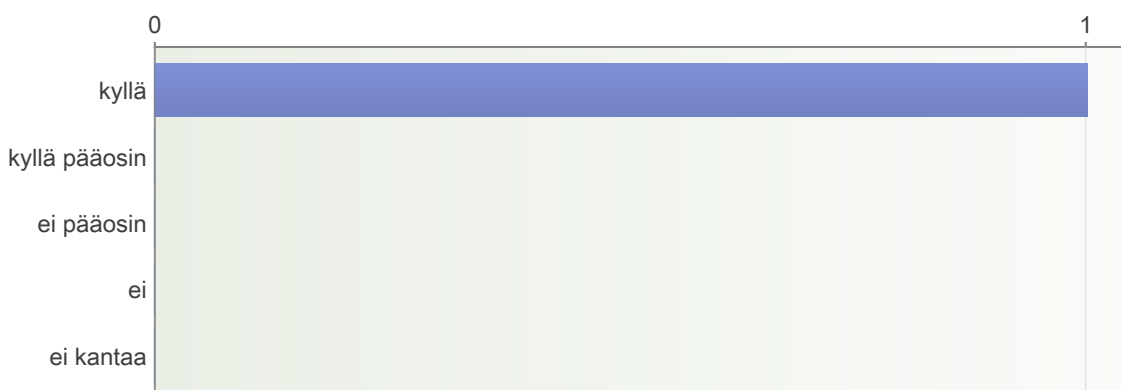 0 1
kyllä
kyllä pääosin
ei pääosin
ei
ei kantaa